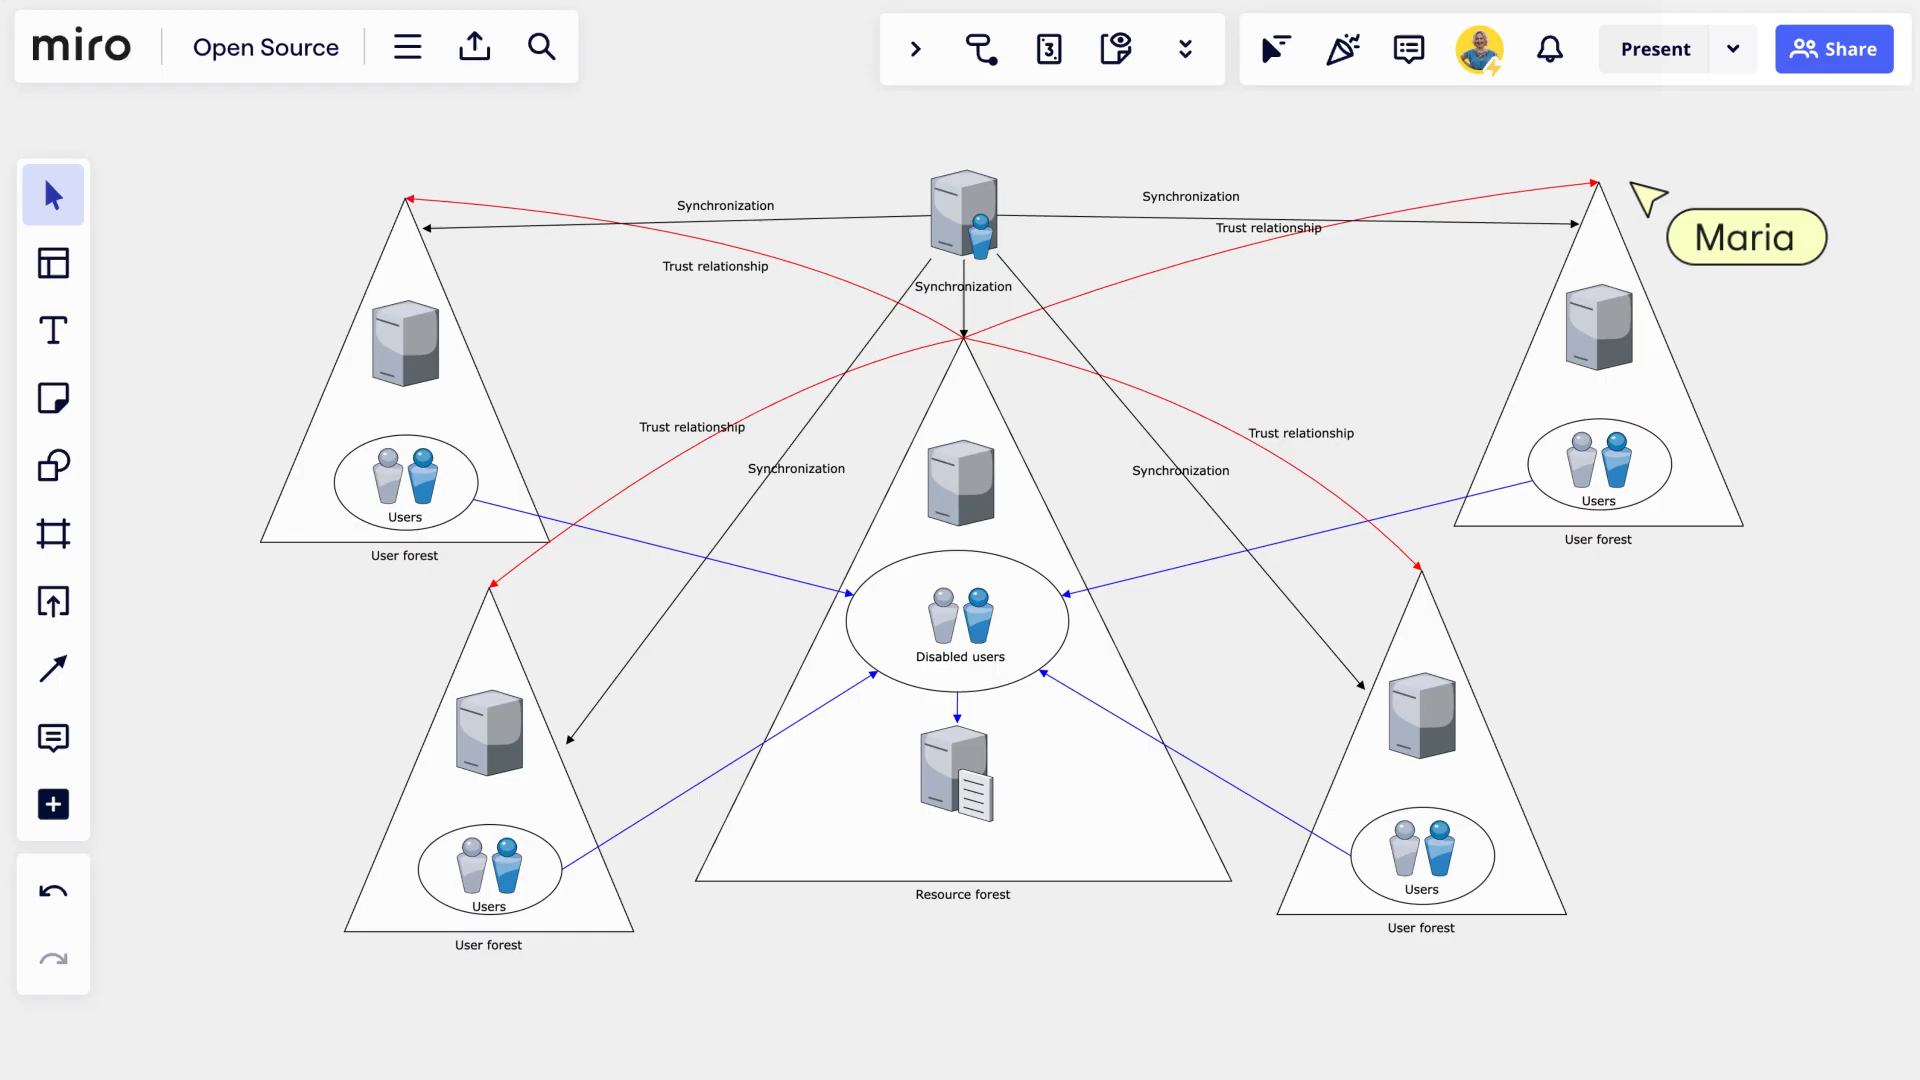 miro
Open Source
3
Present
Share
Maria
Synchronization
Synchronization
Trust relationship
Trust relationship
Synchronization
Trust relationship
Trust relationship
Synchronization
Synchronization
Users
User forest
Users
User forest
Disabled users
Resource forest
Users
User forest
Users
User forest